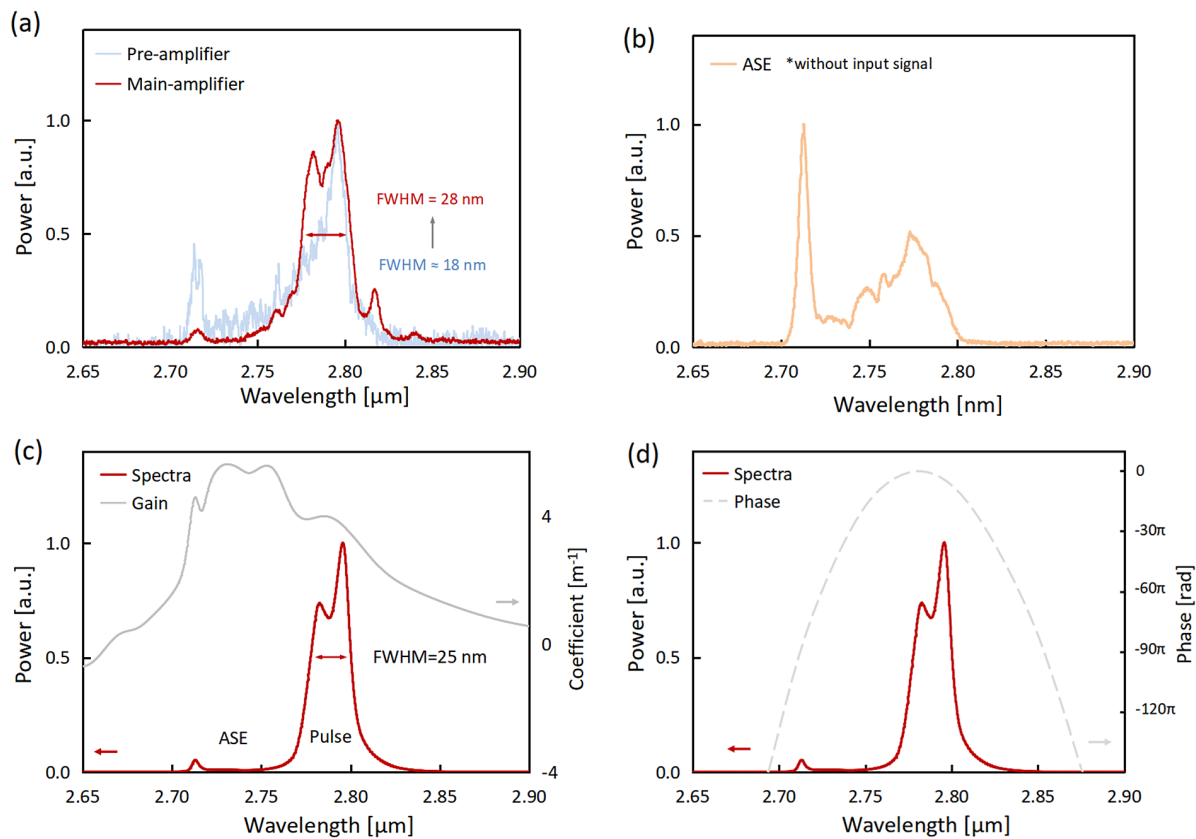 (a)
Pre-amplifier
Main-amplifier
Power [a.u.]
1.0
0.5
0.0
FWHM = 28 nm
FWHM ≈ 18 nm
2.65 2.70 2.75 2.80 2.85 2.90
Wavelength [μm]
(b)
ASE *without input signal
Power [a.u.]
1.0
0.5
0.0
2.65 2.70 2.75 2.80 2.85 2.90
Wavelength [nm]
(c)
Spectra
Gain
Power [a.u.]
1.0
0.5
0.0
FWHM=25 nm
ASE
Pulse
4
0
-4
Coefficient [m⁻¹]
2.65 2.70 2.75 2.80 2.85 2.90
Wavelength [μm]
(d)
Spectra
Phase
Power [a.u.]
1.0
0.5
0.0
0
-30π
-60π
-90π
-120π
Phase [rad]
2.65 2.70 2.75 2.80 2.85 2.90
Wavelength [μm]